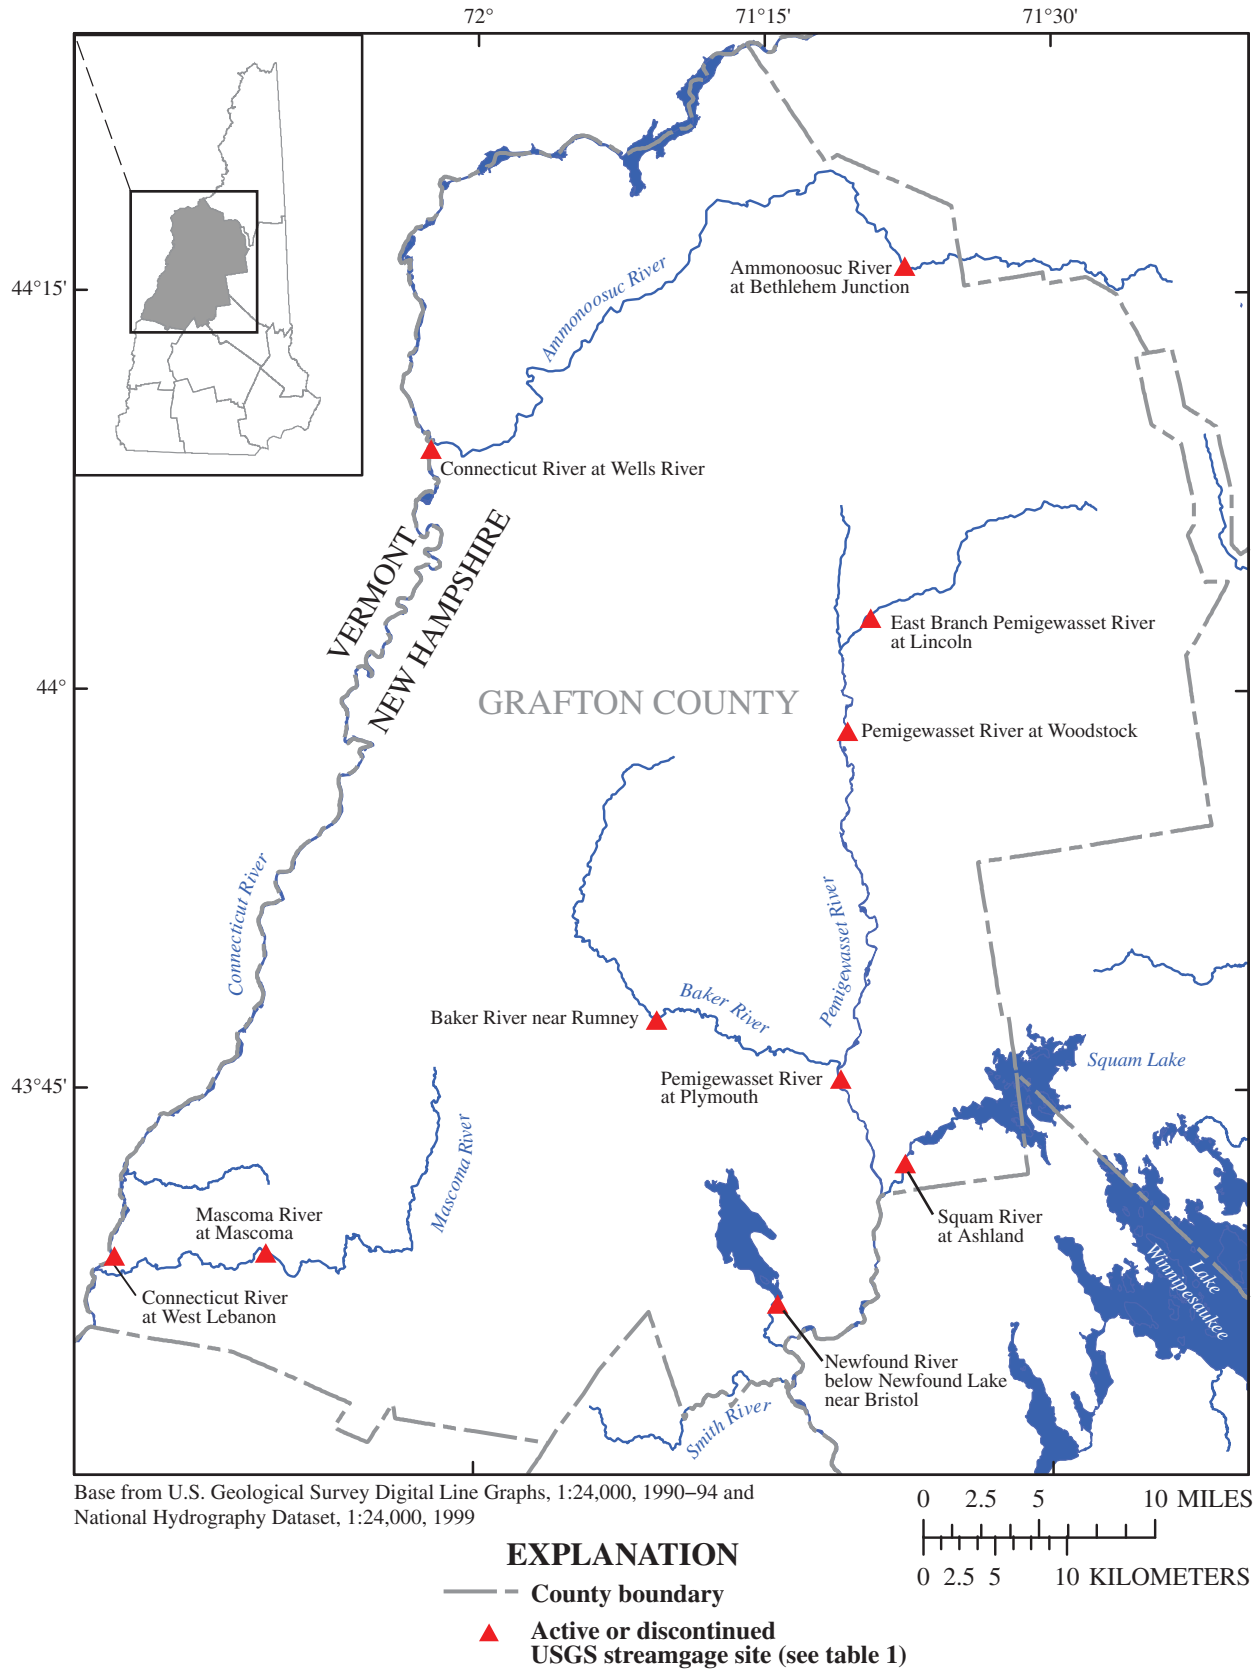 72°
71°15'
71°30'
44°15'
44°
43°45'
Ammonoosuc River
at Bethlehem Junction
Ammonoosuc River
Connecticut River at Wells River
VERMONT
NEW HAMPSHIRE
East Branch Pemigewasset River
at Lincoln
GRAFTON COUNTY
Pemigewasset River at Woodstock
Connecticut River
Pemigewasset River
Baker River
Baker River near Rumney
Squam Lake
Pemigewasset River
at Plymouth
Mascoma River
Mascoma River
at Mascoma
Squam River
at Ashland
Lake
Winnipesaukee
Connecticut River
at West Lebanon
Newfound River
below Newfound Lake
near Bristol
Smith River
Base from U.S. Geological Survey Digital Line Graphs, 1:24,000, 1990–94 and
National Hydrography Dataset, 1:24,000, 1999
0 2.5 5 10 MILES
0 2.5 5 10 KILOMETERS
EXPLANATION
County boundary
Active or discontinued
USGS streamgage site (see table 1)